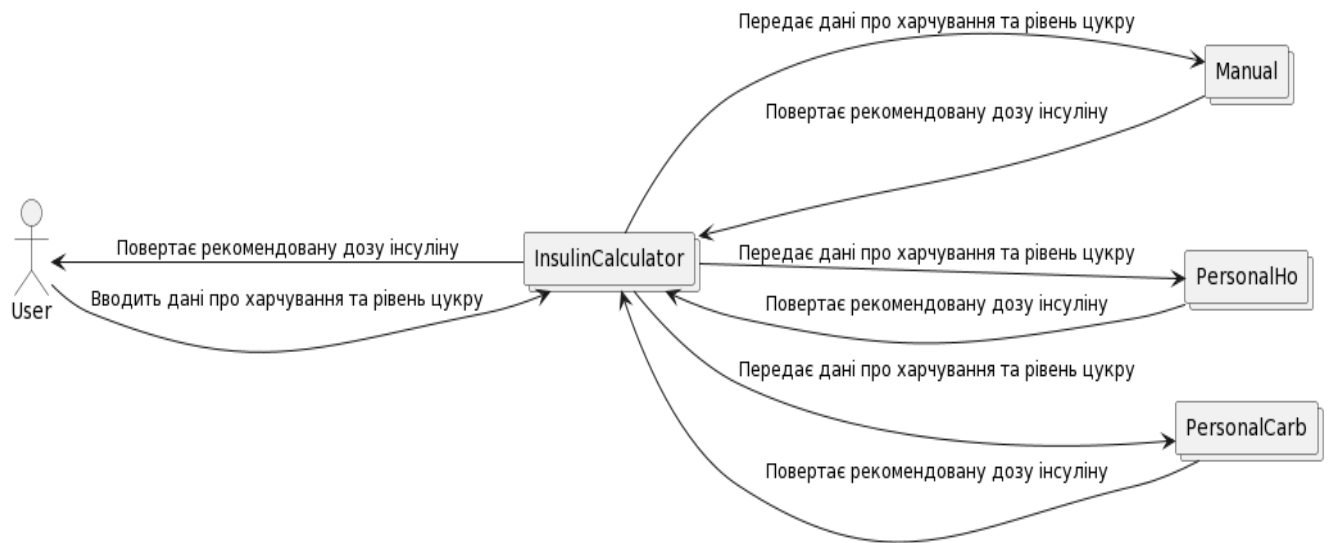 Передає дані про харчування та рівень цукру
Manual
Повертає рекомендовану дозу інсуліну
Повертає рекомендовану дозу інсуліну
InsulinCalculator
Передає дані про харчування та рівень цукру
PersonalHo
User
Вводить дані про харчування та рівень цукру
Повертає рекомендовану дозу інсуліну
Передає дані про харчування та рівень цукру
PersonalCarb
Повертає рекомендовану дозу інсуліну